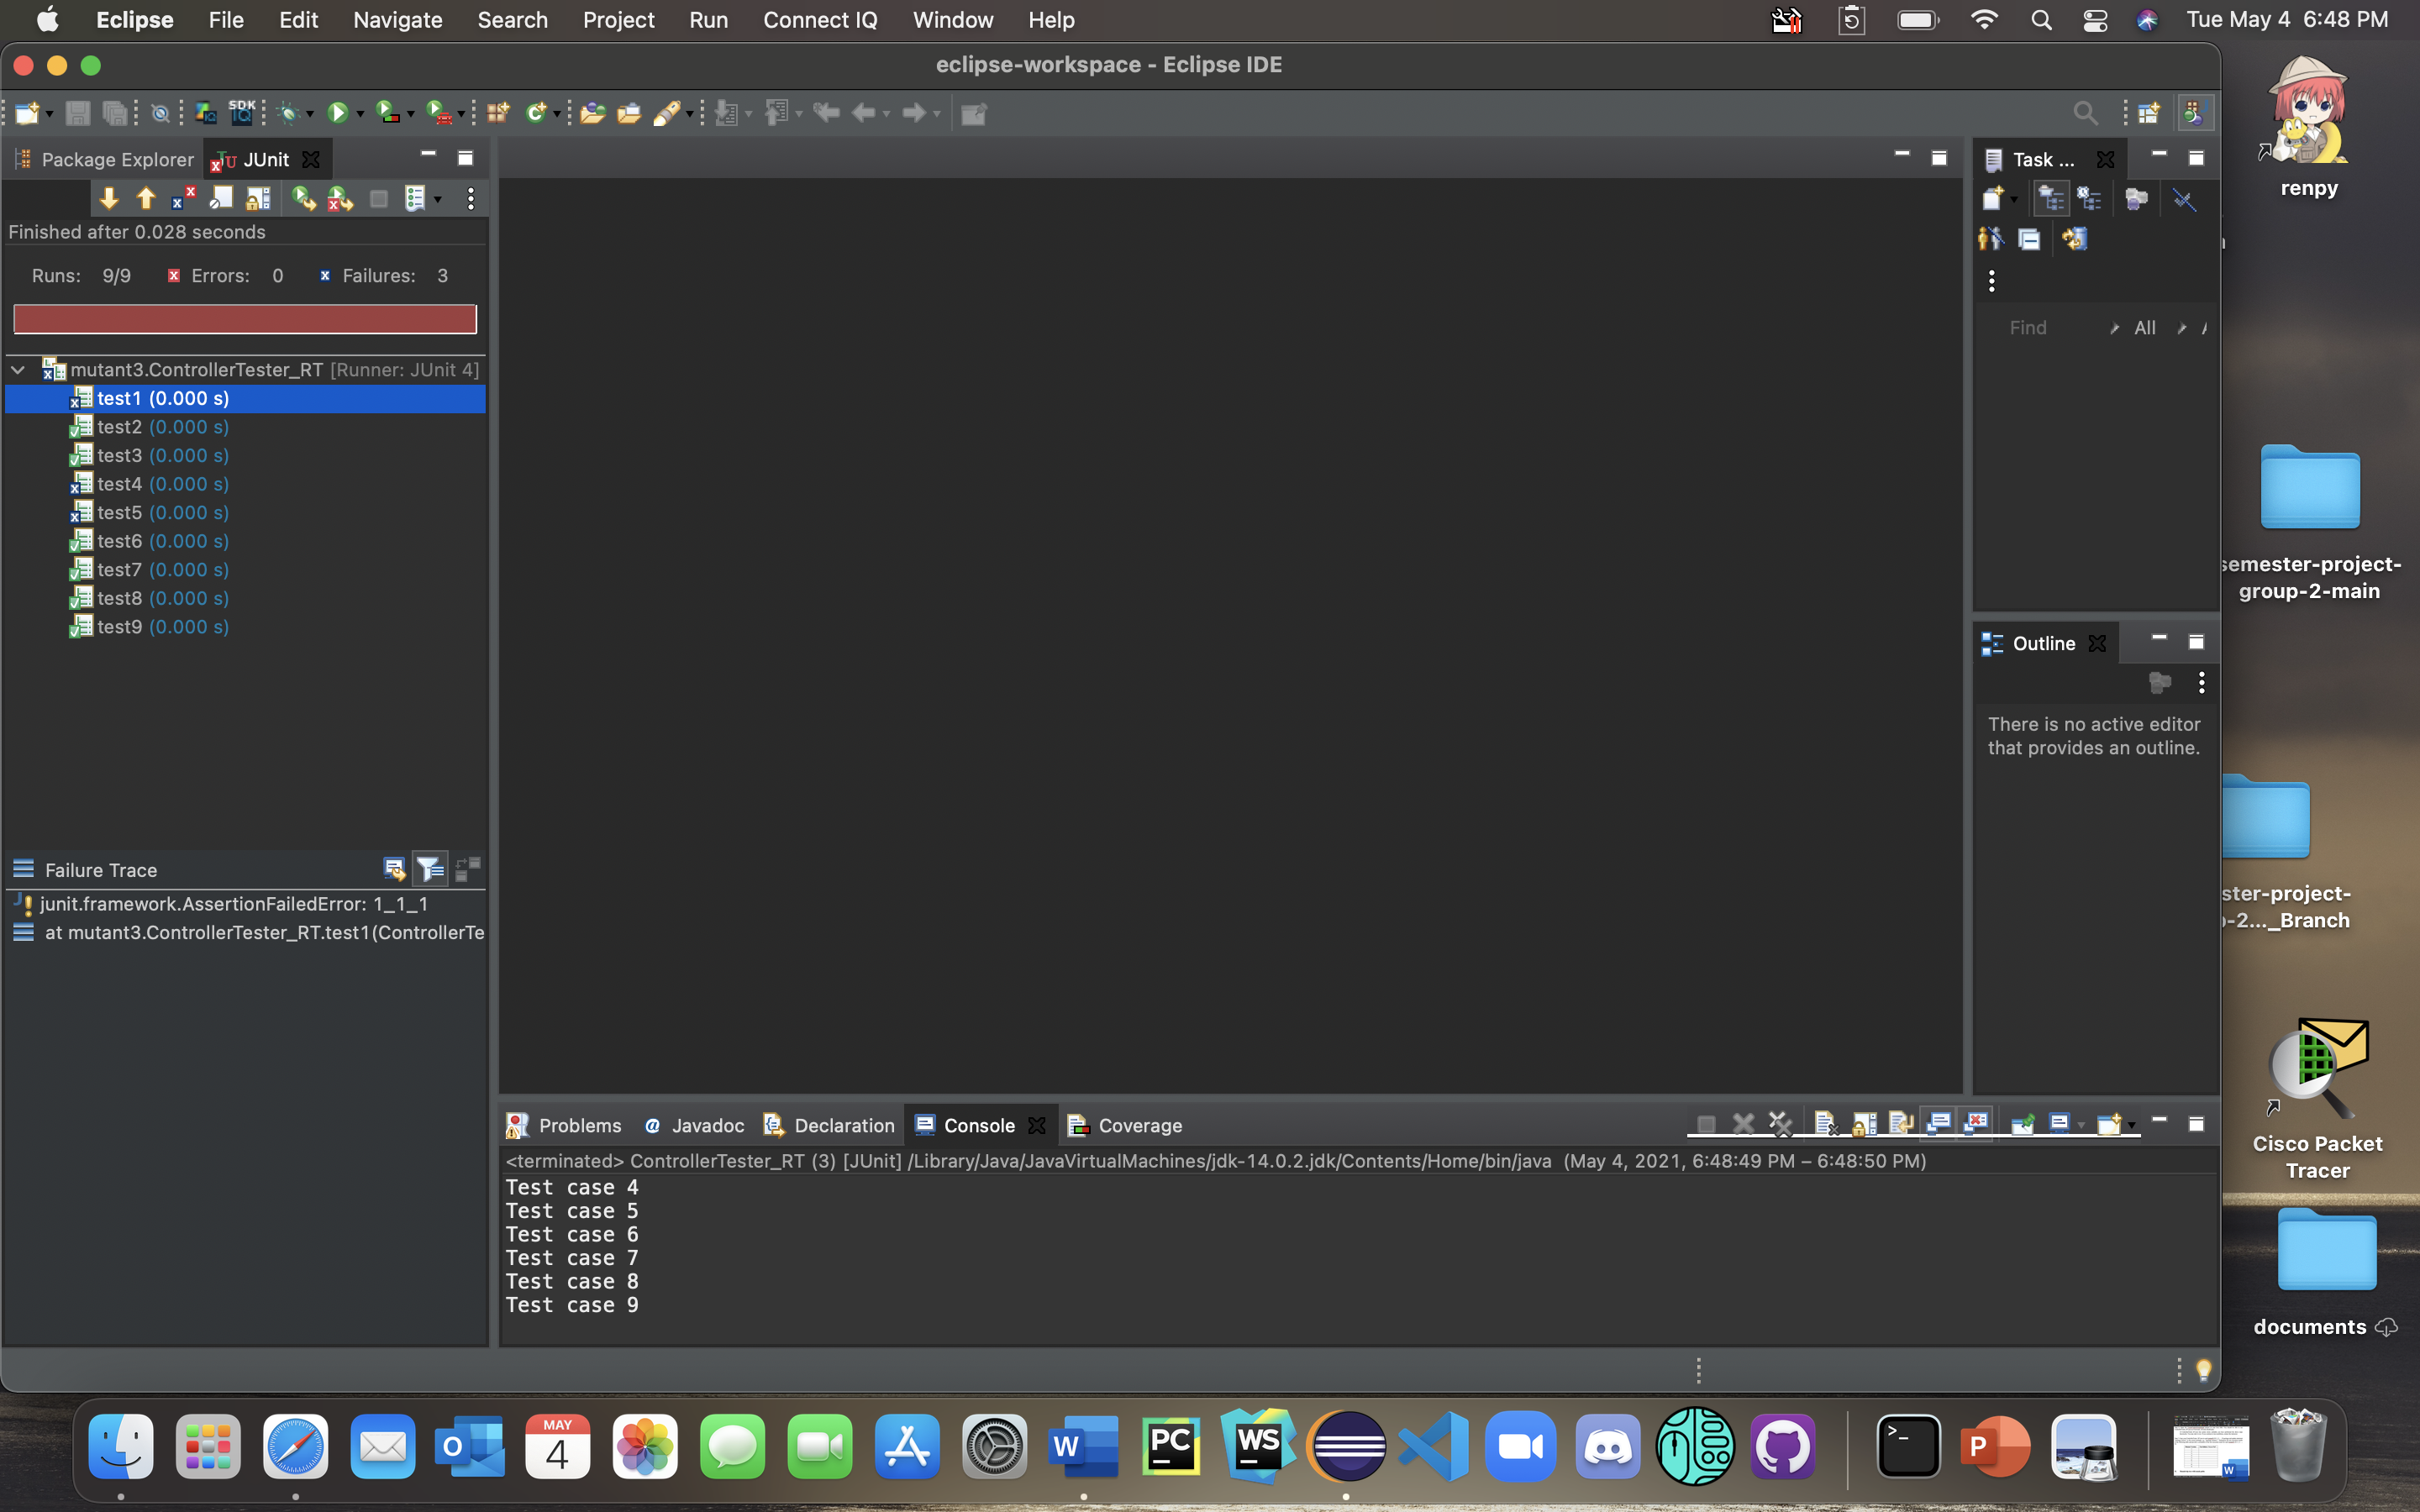 Eclipse File Edit Navigate Search Project Run Connect IQ Window Help Tue May 4 6:48 PM
eclipse-workspace - Eclipse IDE
SDK
IQ
Package Explorer JUnit
Task ...
renpy
Finished after 0.028 seconds
Runs: 9/9 Errors: 0 Failures: 3
Find All
mutant3.ControllerTester_RT [Runner: JUnit 4]
test1 (0.000 s)
test2 (0.000 s)
test3 (0.000 s)
test4 (0.000 s)
test5 (0.000 s)
test6 (0.000 s)
test7 (0.000 s)
test8 (0.000 s)
test9 (0.000 s)
semester-project-
group-2-main
Outline
There is no active editor
that provides an outline.
Failure Trace
junit.framework.AssertionFailedError: 1_1_1
at mutant3.ControllerTester_RT.test1(ControllerTe
ster-project-
-2..._Branch
Problems @ Javadoc Declaration Console Coverage
<terminated> ControllerTester_RT (3) [JUnit] /Library/Java/JavaVirtualMachines/jdk-14.0.2.jdk/Contents/Home/bin/java (May 4, 2021, 6:48:49 PM – 6:48:50 PM)
Test case 4
Test case 5
Test case 6
Test case 7
Test case 8
Test case 9
Cisco Packet
Tracer
documents
MAY
4
W
PC
WS
P